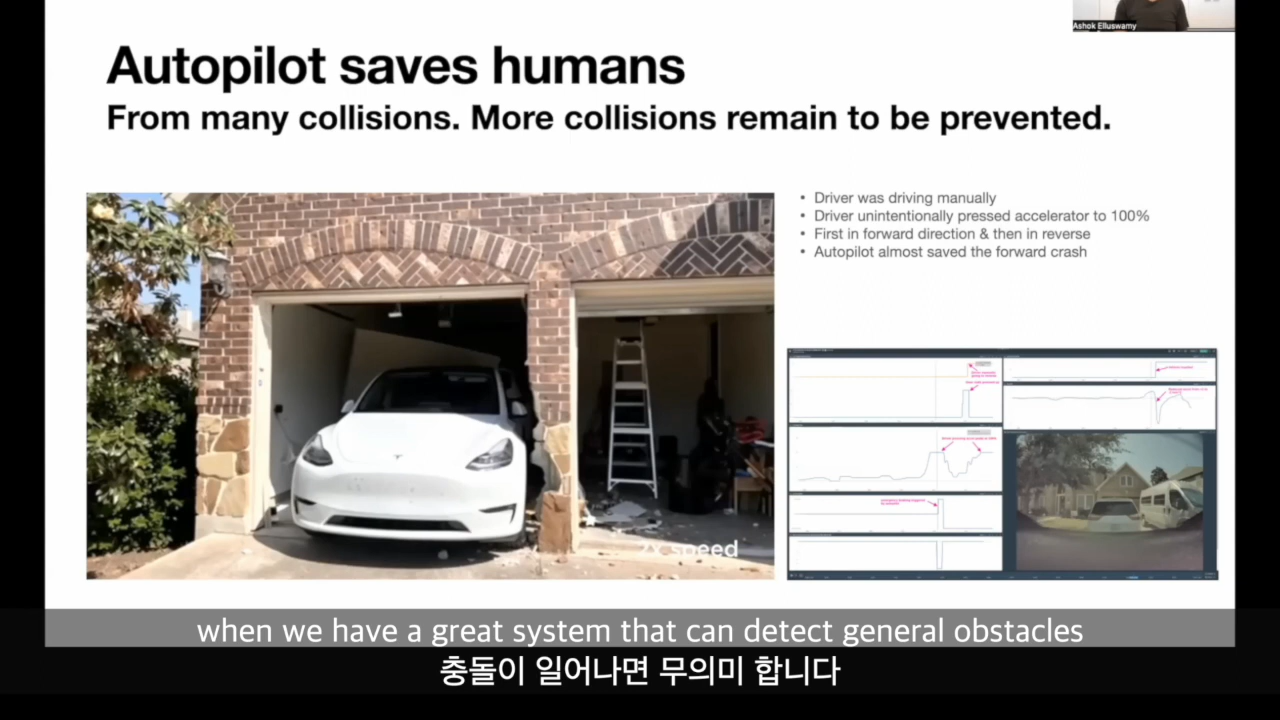 Ashok Elluswamy
Autopilot saves humans
From many collisions. More collisions remain to be prevented.
• Driver was driving manually
• Driver unintentionally pressed accelerator to 100%
• First in forward direction & then in reverse
• Autopilot almost saved the forward crash
2x speed
when we have a great system that can detect general obstacles
충돌이 일어나면 무의미 합니다